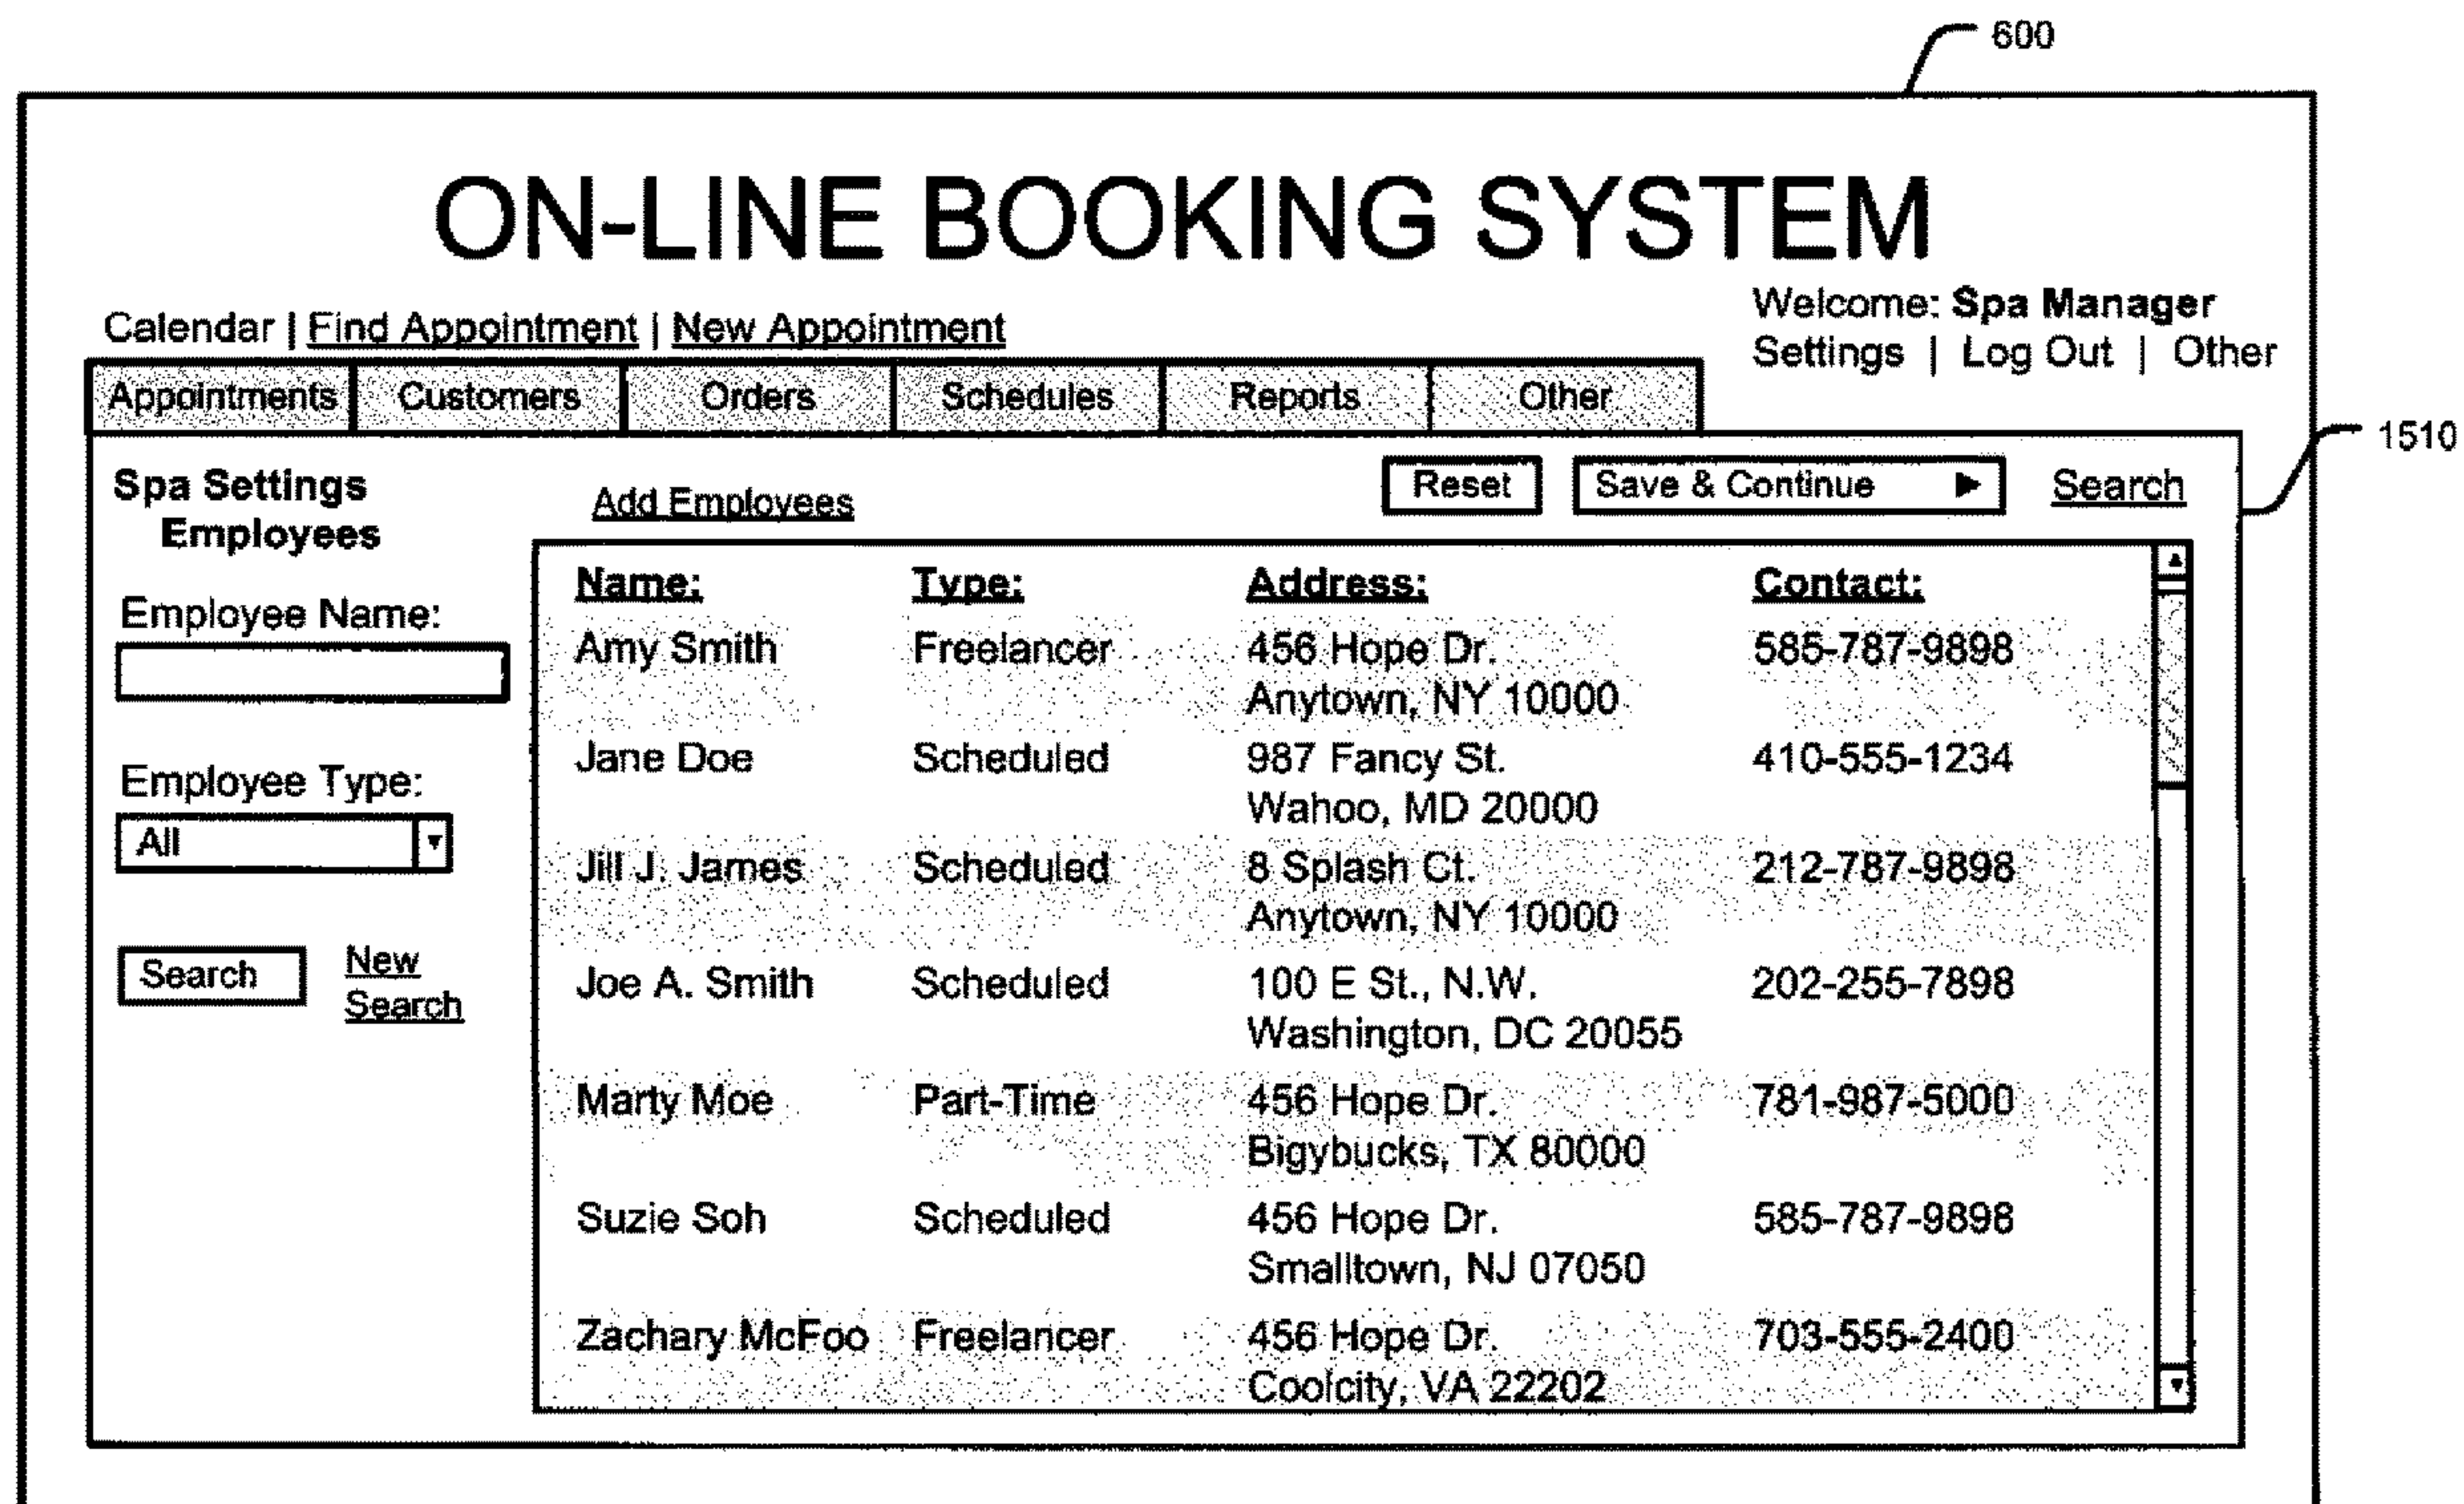 600
ON-LINE BOOKING SYSTEM
Welcome: Spa Manager
Calendar | Find Appointment | New Appointment
Settings | Log Out | Other
Appointments Customers Orders Schedules Reports Other
1510
Spa Settings
Employees
Add Employees Reset Save & Continue Search
Employee Name:
Employee Type:
All
Search New
Search
Name: Type: Address: Contact:
Amy Smith Freelancer 456 Hope Dr. 585-787-9898
Anytown, NY 10000
Jane Doe Scheduled 987 Fancy St. 410-555-1234
Wahoo, MD 20000
Jill J. James Scheduled 8 Splash Ct. 212-787-9898
Anytown, NY 10000
Joe A. Smith Scheduled 100 E St., N.W. 202-255-7898
Washington, DC 20055
Marty Moe Part-Time 456 Hope Dr. 781-987-5000
Bigybucks, TX 80000
Suzie Soh Scheduled 456 Hope Dr. 585-787-9898
Smalltown, NJ 07050
Zachary McFoo Freelancer 456 Hope Dr. 703-555-2400
Coolcity, VA 22202